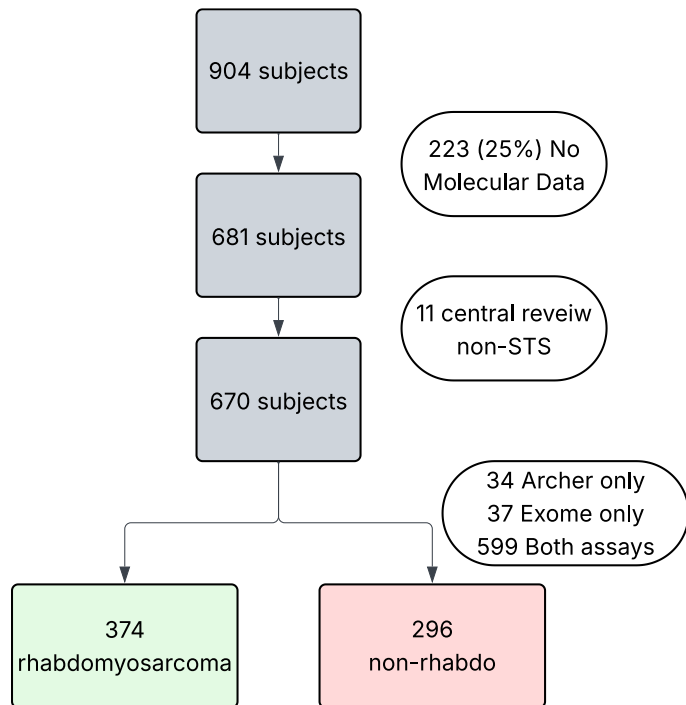 904 subjects
223 (25%) No
Molecular Data
681 subjects
11 central reveiw
non-STS
670 subjects
34 Archer only
37 Exome only
599 Both assays
374
rhabdomyosarcoma
296
non-rhabdo